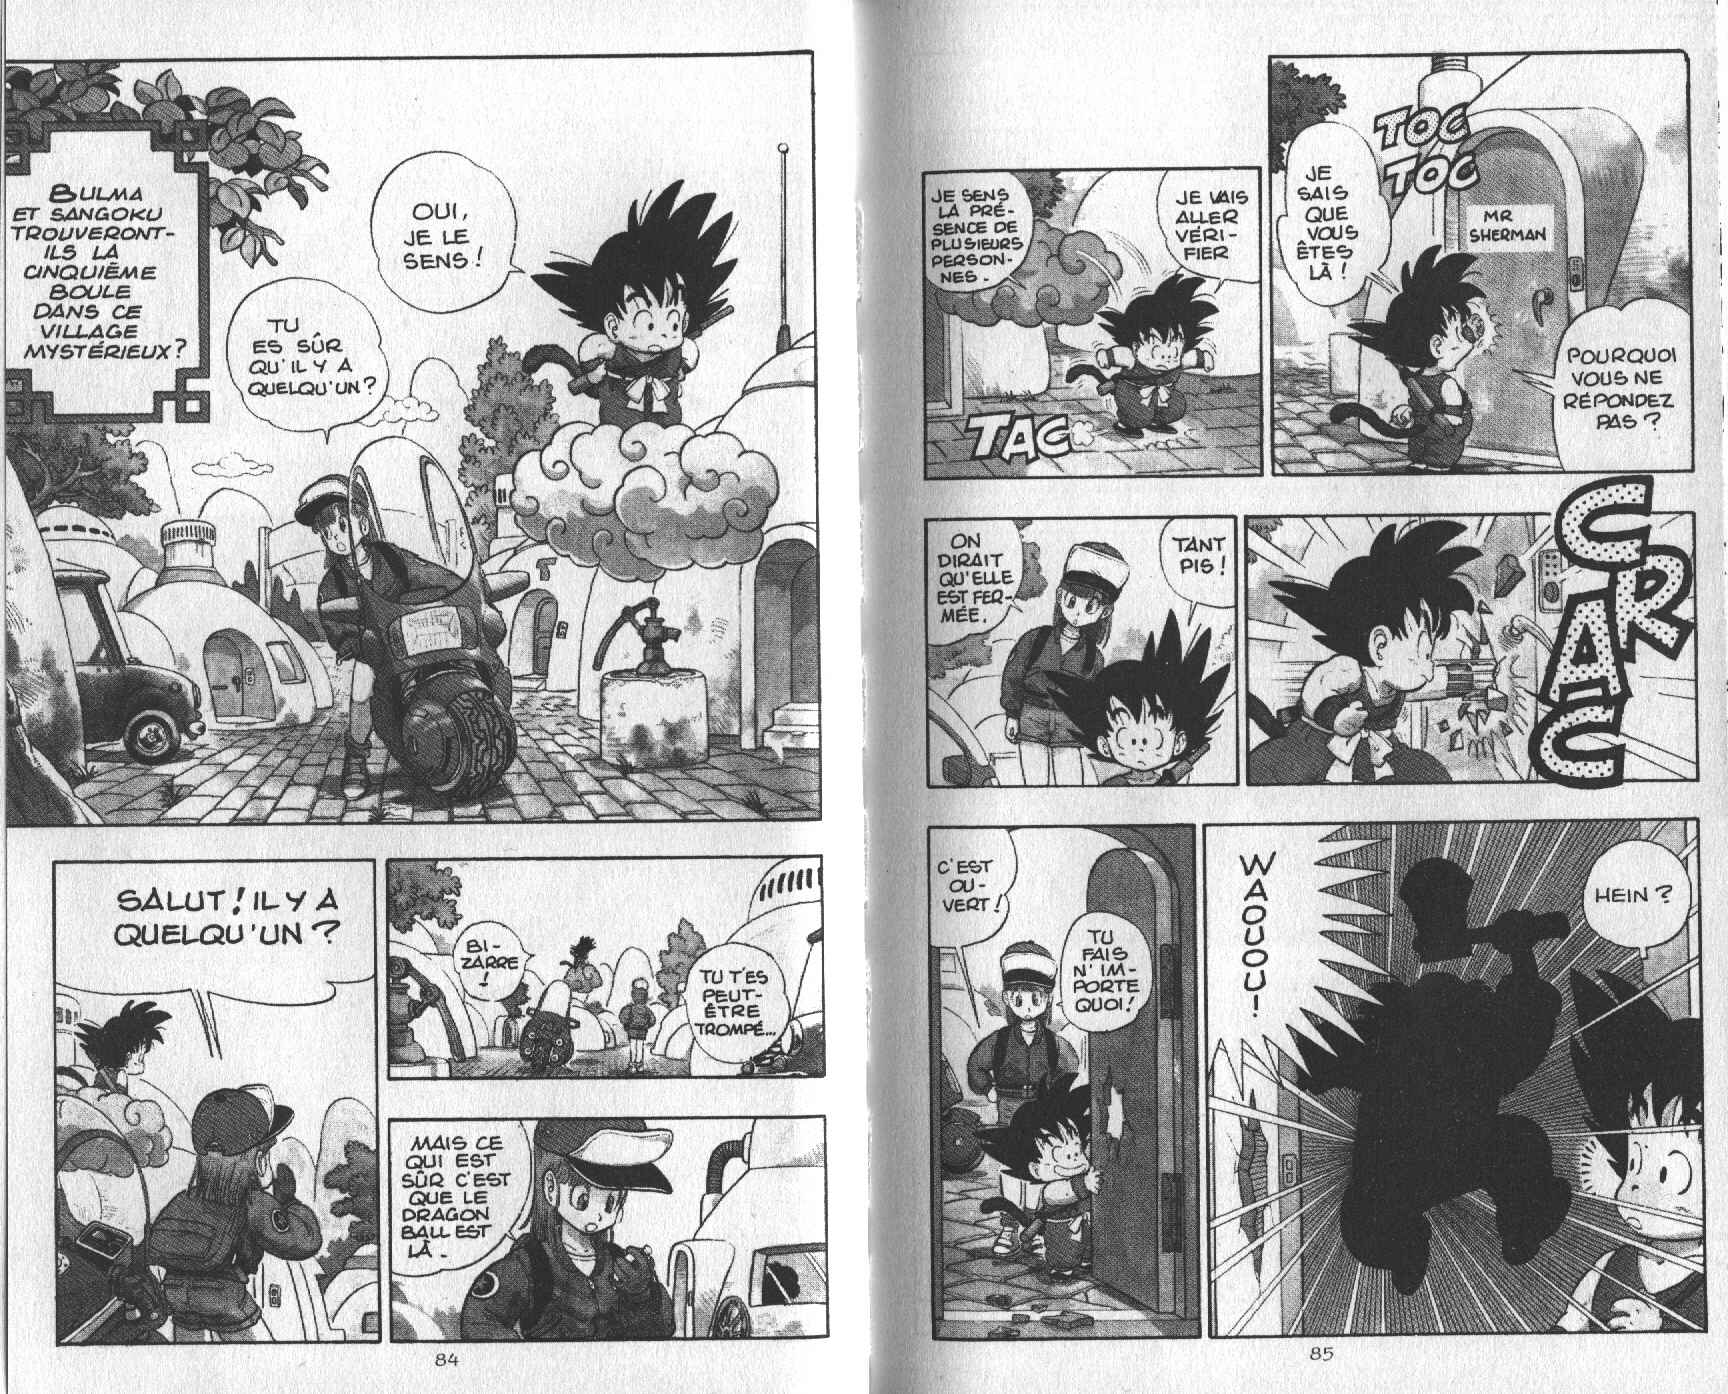 BULMA
ET SANGOKU
TROUVERONT-
ILS LA
CINQUIÈME
BOULE
DANS CE
VILLAGE
MYSTÉRIEUX?
TU
ES SÛR
QU'IL Y A
QUELQU'UN?
OUI,
JE LE
SENS!
SALUT! IL Y A
QUELQU'UN?
BI-
ZARRE
!
TU T'ES
PEUT-
ÊTRE
TROMPÉ...
MAIS CE
QUI EST
SÛR C'EST
QUE LE
DRAGON
BALL EST
LÀ.
84
JE SENS
LA PRÉ-
SENCE DE
PLUSIEURS
PERSON-
NES.
JE VAIS
ALLER
VÉRI-
FIER
TAC
TOC
TOC
JE
SAIS
QUE
VOUS
ÊTES
LÀ!
MR
SHERMAN
POURQUOI
VOUS NE
RÉPONDEZ
PAS?
ON
DIRAIT
QU'ELLE
EST FER-
MÉE.
TANT
PIS!
CRAC
C'EST
OU-
VERT!
TU
FAIS
N'IM-
PORTE
QUOI!
WAOUOU!
HEIN?
85